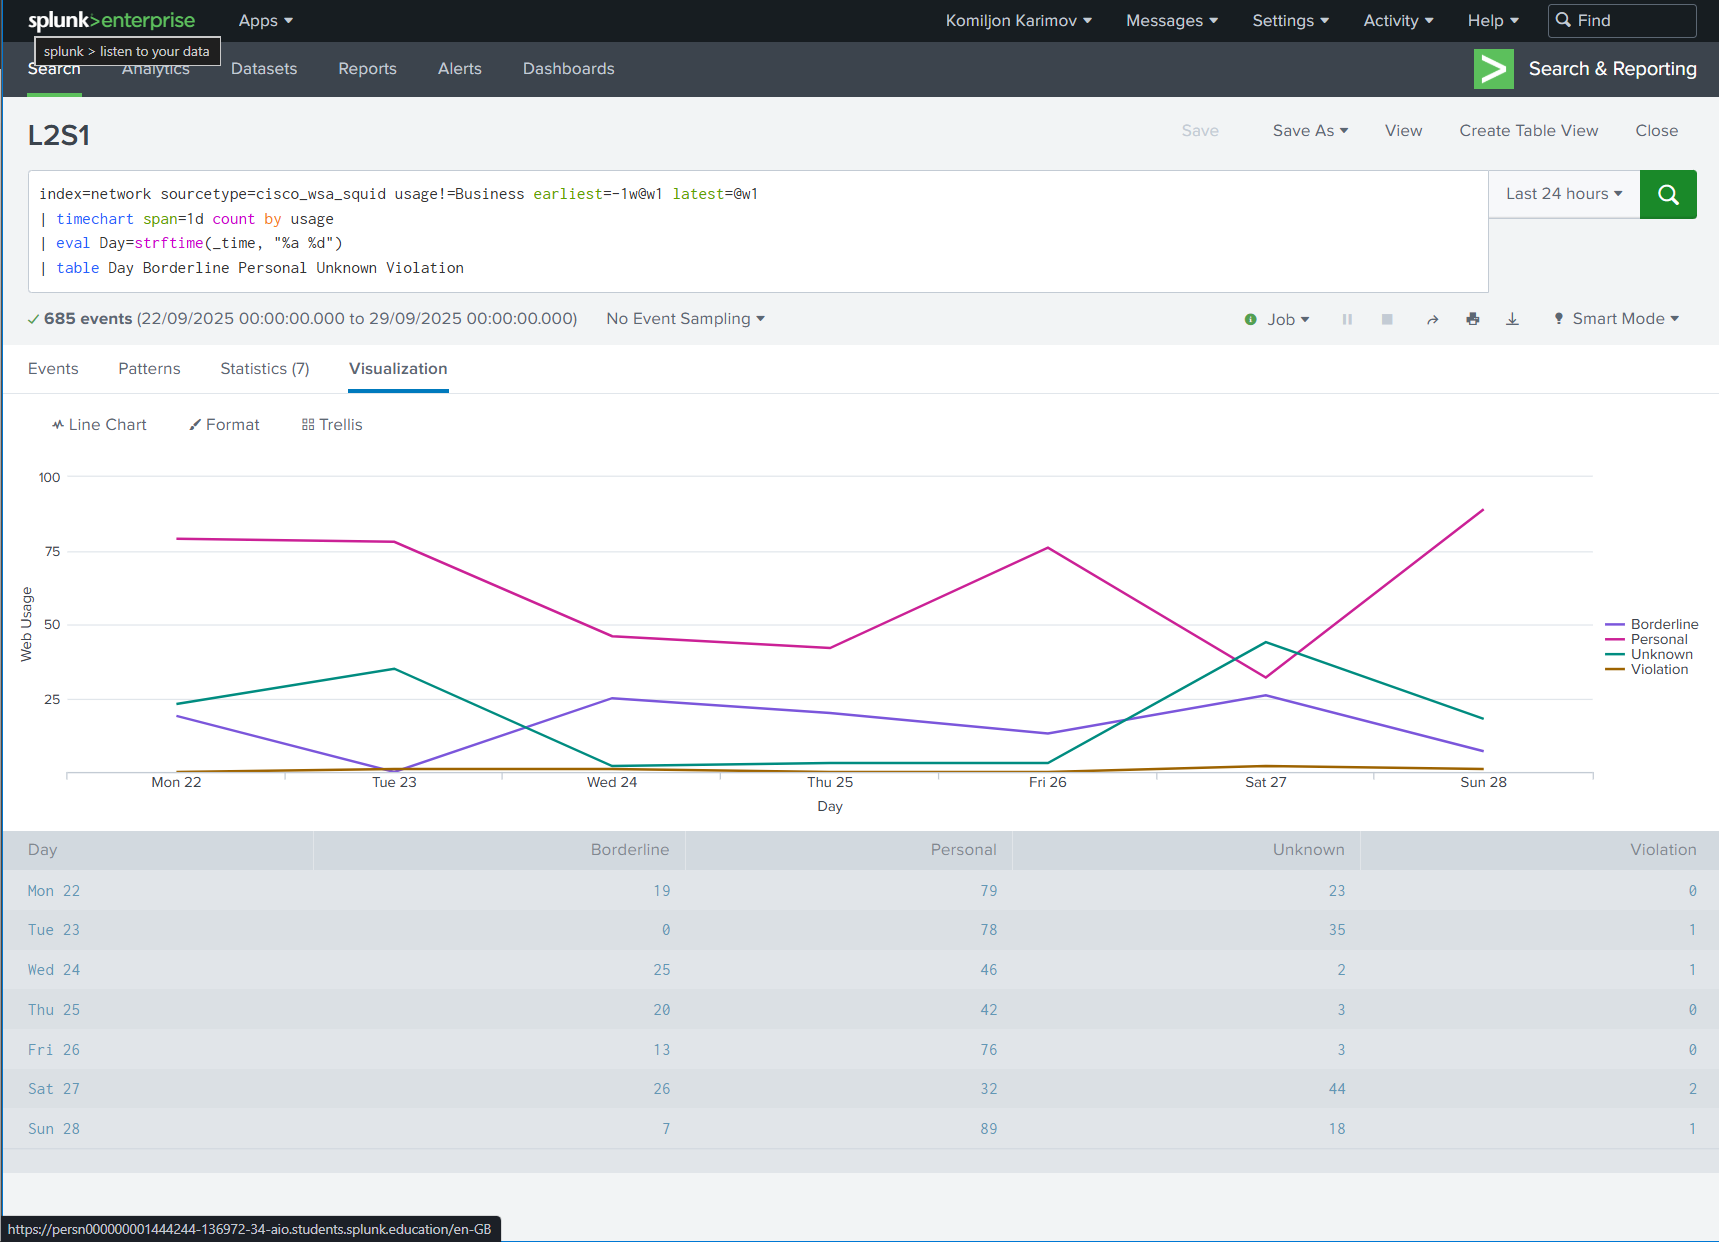 splunk>enterprise Apps Komiljon Karimov Messages Settings Activity Help Find
splunk > listen to your data
Search Analytics Datasets Reports Alerts Dashboards Search & Reporting
L2S1
Save Save As View Create Table View Close
index=network sourcetype=cisco_wsa_squid usage!=Business earliest=-1w@w1 latest=@w1
| timechart span=1d count by usage
| eval Day=strftime(_time, "%a %d")
| table Day Borderline Personal Unknown Violation
Last 24 hours
685 events (22/09/2025 00:00:00.000 to 29/09/2025 00:00:00.000) No Event Sampling Job Smart Mode
Events Patterns Statistics (7) Visualization
Line Chart Format Trellis
100
75
50
25
Web Usage
Borderline
Personal
Unknown
Violation
Mon 22 Tue 23 Wed 24 Thu 25 Fri 26 Sat 27 Sun 28
Day
Day Borderline Personal Unknown Violation
Mon 22 19 79 23 0
Tue 23 0 78 35 1
Wed 24 25 46 2 1
Thu 25 20 42 3 0
Fri 26 13 76 3 0
Sat 27 26 32 44 2
Sun 28 7 89 18 1
https://persn000000001444244-136972-34-aio.students.splunk.education/en-GB